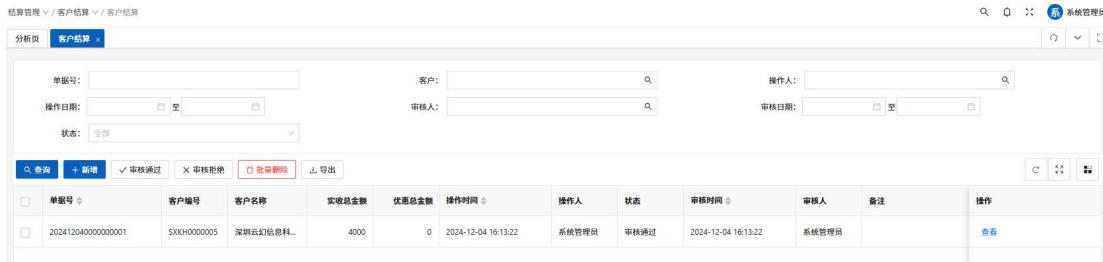 结算管理 / 客户结算 / 客户结算
系 系统管理员
分析页 客户结算 ×
单据号： 客户： 操作人：
操作日期： 至 审核人： 审核日期： 至
状态： 全部
查询 + 新增 审核通过 审核拒绝 批量删除 导出
单据号 客户编号 客户名称 实收总金额 优惠总金额 操作时间 操作人 状态 审核时间 审核人 备注 操作
202412040000000001 SXKH0000005 深圳云幻信息科... 4000 0 2024-12-04 16:13:22 系统管理员 审核通过 2024-12-04 16:13:22 系统管理员 查看